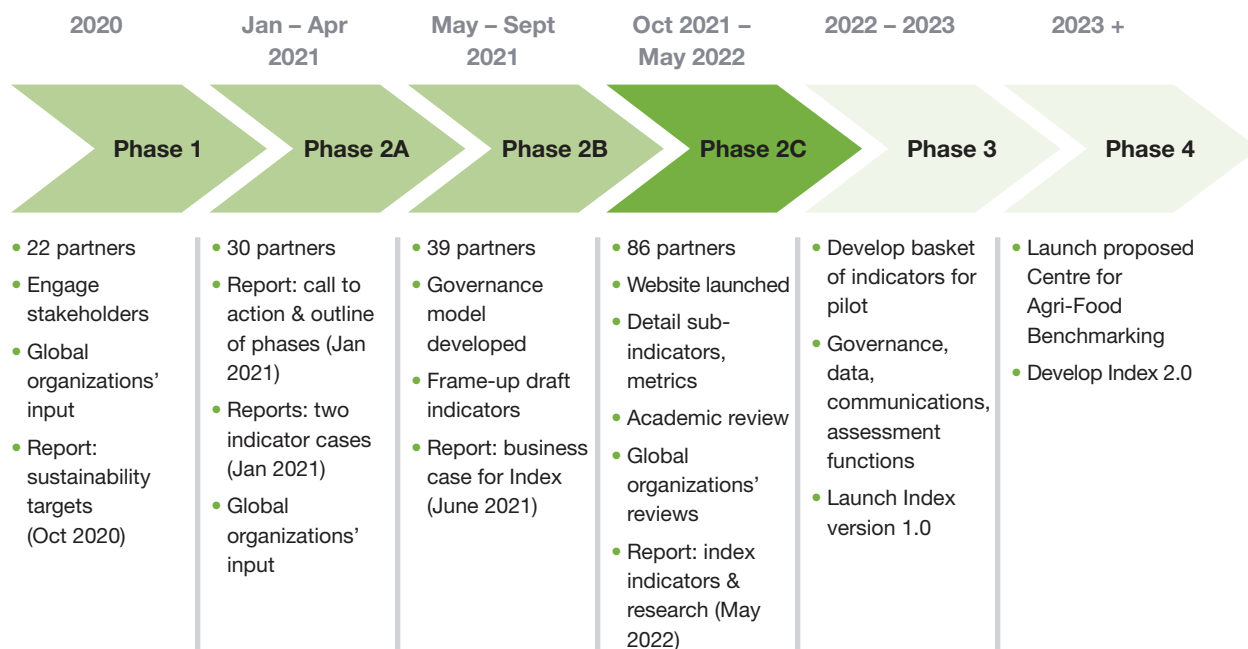 2020
Jan – Apr
2021
May – Sept
2021
Oct 2021 –
May 2022
2022 – 2023
2023 +
Phase 1
Phase 2A
Phase 2B
Phase 2C
Phase 3
Phase 4
• 22 partners
• Engage
stakeholders
• Global
organizations’
input
• Report:
sustainability
targets
(Oct 2020)
• 30 partners
• Report: call to
action & outline
of phases (Jan
2021)
• Reports: two
indicator cases
(Jan 2021)
• Global
organizations’
input
• 39 partners
• Governance
model
developed
• Frame-up draft
indicators
• Report: business
case for Index
(June 2021)
• 86 partners
• Website launched
• Detail sub-
indicators,
metrics
• Academic review
• Global
organizations’
reviews
• Report: index
indicators &
research (May
2022)
• Develop basket
of indicators for
pilot
• Governance,
data,
communications,
assessment
functions
• Launch Index
version 1.0
• Launch proposed
Centre for
Agri-Food
Benchmarking
• Develop Index 2.0